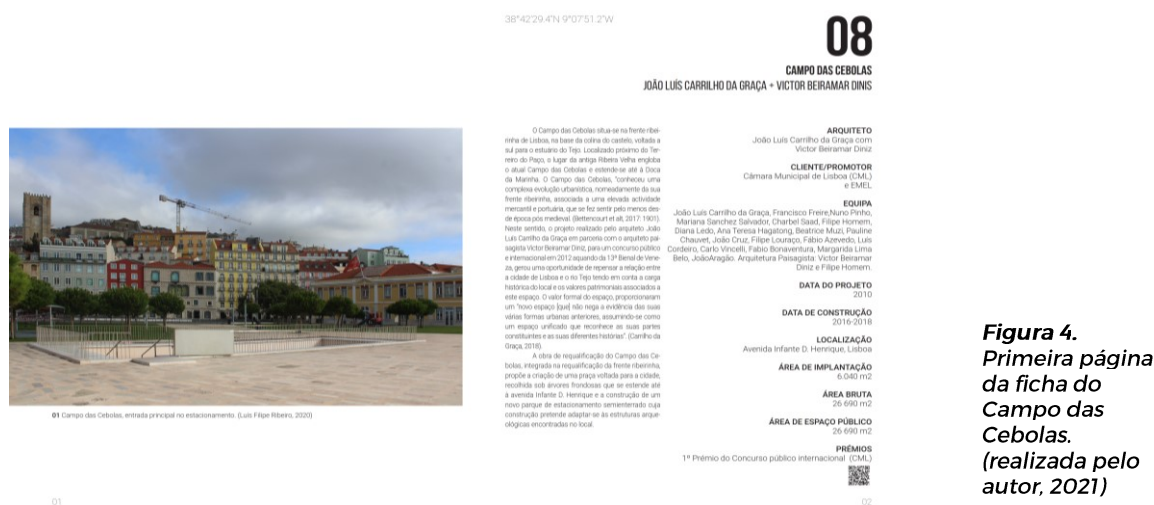 38°42'29.4"N 9°07'51.2"W
08
CAMPO DAS CEBOLAS
JOÃO LUÍS CARRILHO DA GRAÇA + VICTOR BEIRAMAR DINIS
01 Campo das Cebolas, entrada principal no estacionamento. (Luís Filipe Ribeiro, 2020)
O Campo das Cebolas situa-se na frente ribei-
rinha de Lisboa, na base da colina do castelo, voltada a
sul para o estuário do Tejo. Localizado próximo do Ter-
reiro do Paço, o lugar da antiga Ribeira Velha engloba
o atual Campo das Cebolas e estende-se até à Doca
da Marinha. O Campo das Cebolas, "conheceu uma
complexa evolução urbanística, nomeadamente da sua
frente ribeirinha, associada a uma elevada actividade
mercantil e portuária, que se fez sentir pelo menos des-
de época pós medieval. (Bettencourt et all, 2017: 1901).
Neste sentido, o projeto realizado pelo arquiteto João
Luís Carrilho da Graça em parceria com o arquiteto pai-
sagista Victor Beiramar Diniz, para um concurso público
e internacional em 2012 aquando da 13ª Bienal de Vene-
za, gerou uma oportunidade de repensar a relação entre
a cidade de Lisboa e o rio Tejo tendo em conta a carga
histórica do local e os valores patrimoniais associados a
este espaço. O valor formal do espaço, proporcionaram
um "novo espaço [que] não nega a evidência das suas
várias formas urbanas anteriores, assumindo-se como
um espaço unificado que reconhece as suas partes
constituintes e as suas diferentes histórias". (Carrilho da
Graça, 2018).
A obra de requalificação do Campo das Ce-
bolas, integrada na requalificação da frente ribeirinha,
propõe a criação de uma praça voltada para a cidade,
recolhida sob árvores frondosas que se estende até
à avenida Infante D. Henrique e a construção de um
novo parque de estacionamento semienterrado cuja
construção pretende adaptar-se às estruturas arque-
ológicas encontradas no local.
ARQUITETO
João Luís Carrilho da Graça com
Victor Beiramar Diniz
CLIENTE/PROMOTOR
Câmara Municipal de Lisboa (CML)
e EMEL
EQUIPA
João Luís Carrilho da Graça, Francisco Freire,Nuno Pinho,
Mariana Sanchez Salvador, Charbel Saad, Filipe Homem,
Diana Ledo, Ana Teresa Hagatong, Beatrice Muzi, Pauline
Chauvet, João Cruz, Filipe Louraço, Fábio Azevedo, Luís
Cordeiro, Carlo Vincelli, Fabio Bonaventura, Margarida Lima
Belo, JoãoAragão. Arquitetura Paisagista: Victor Beiramar
Diniz e Filipe Homem.
DATA DO PROJETO
2010
DATA DE CONSTRUÇÃO
2016-2018
LOCALIZAÇÃO
Avenida Infante D. Henrique, Lisboa
ÁREA DE IMPLANTAÇÃO
6.040 m2
ÁREA BRUTA
26 690 m2
ÁREA DE ESPAÇO PÚBLICO
26 690 m2
PRÉMIOS
1º Prémio do Concurso público internacional (CML)
01
02
Figura 4.
Primeira página
da ficha do
Campo das
Cebolas.
(realizada pelo
autor, 2021)